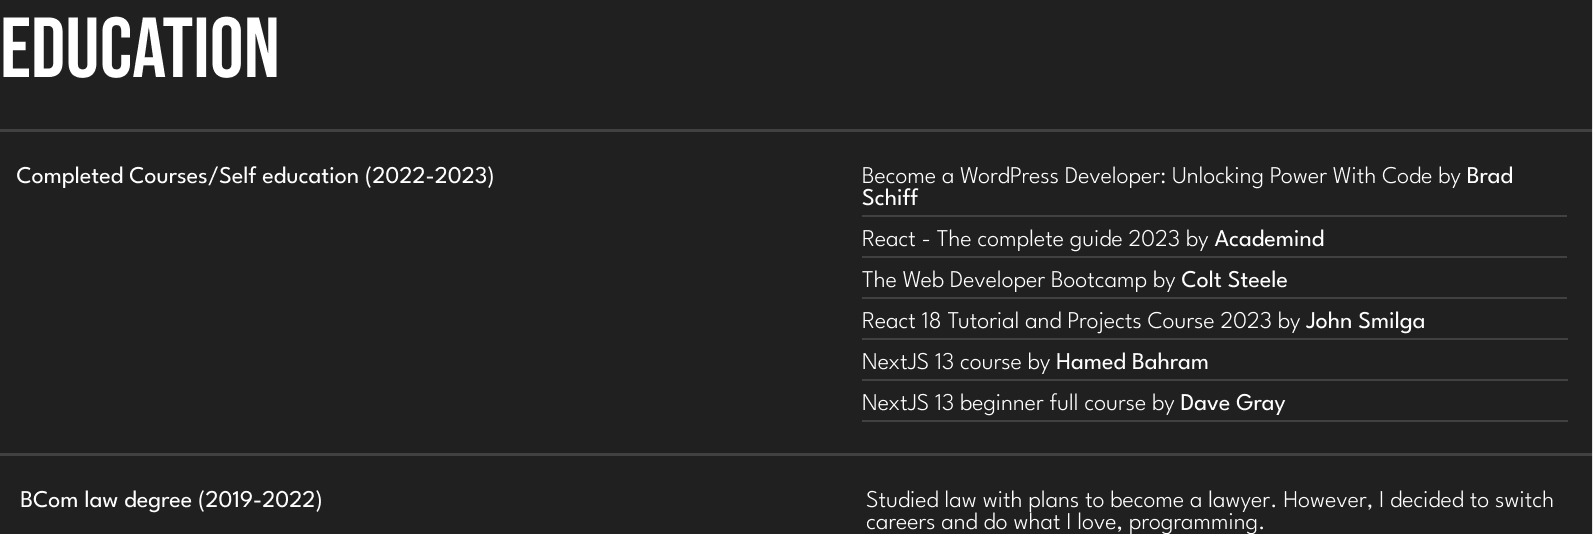 EDUCATION
Completed Courses/Self education (2022-2023)
Become a WordPress Developer: Unlocking Power With Code by Brad
Schiff
React - The complete guide 2023 by Academind
The Web Developer Bootcamp by Colt Steele
React 18 Tutorial and Projects Course 2023 by John Smilga
NextJS 13 course by Hamed Bahram
NextJS 13 beginner full course by Dave Gray
BCom law degree (2019-2022)
Studied law with plans to become a lawyer. However, I decided to switch
careers and do what I love, programming.